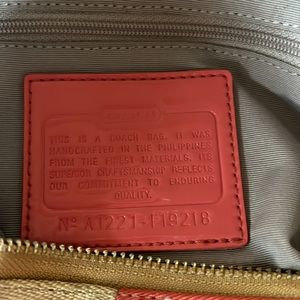 COACH
THIS IS A COACH BAG. IT WAS
HANDCRAFTED IN THE PHILIPPINES
FROM THE FINEST MATERIALS. ITS
SUPERIOR CRAFTSMANSHIP REFLECTS
OUR COMMITMENT TO ENDURING
QUALITY.
Nº A1221-F19218